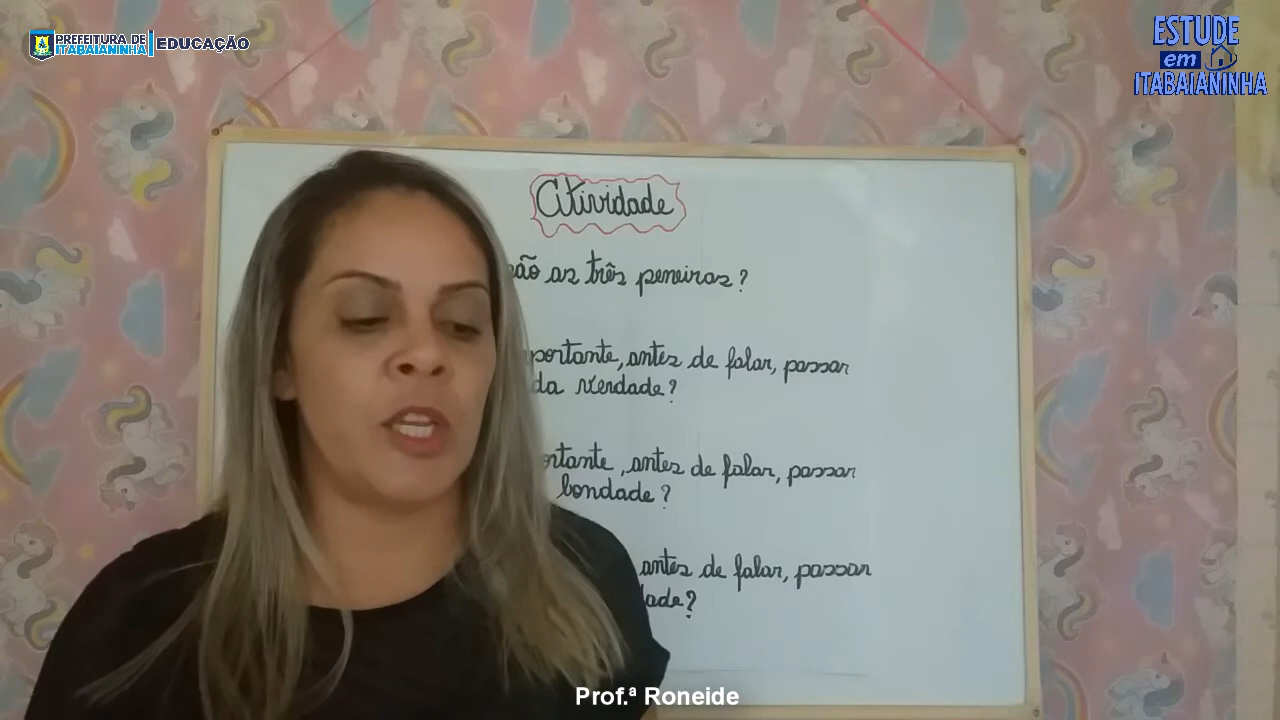 PREFEITURA DE
ITABAIANINHA
EDUCAÇÃO
ESTUDE
em
ITABAIANINHA
Atividade
são as três peneiras?
portante, antes de falar, passar
da verdade?
ortante, antes de falar, passar
bondade?
antes de falar, passar
dade?
Prof.ª Roneide